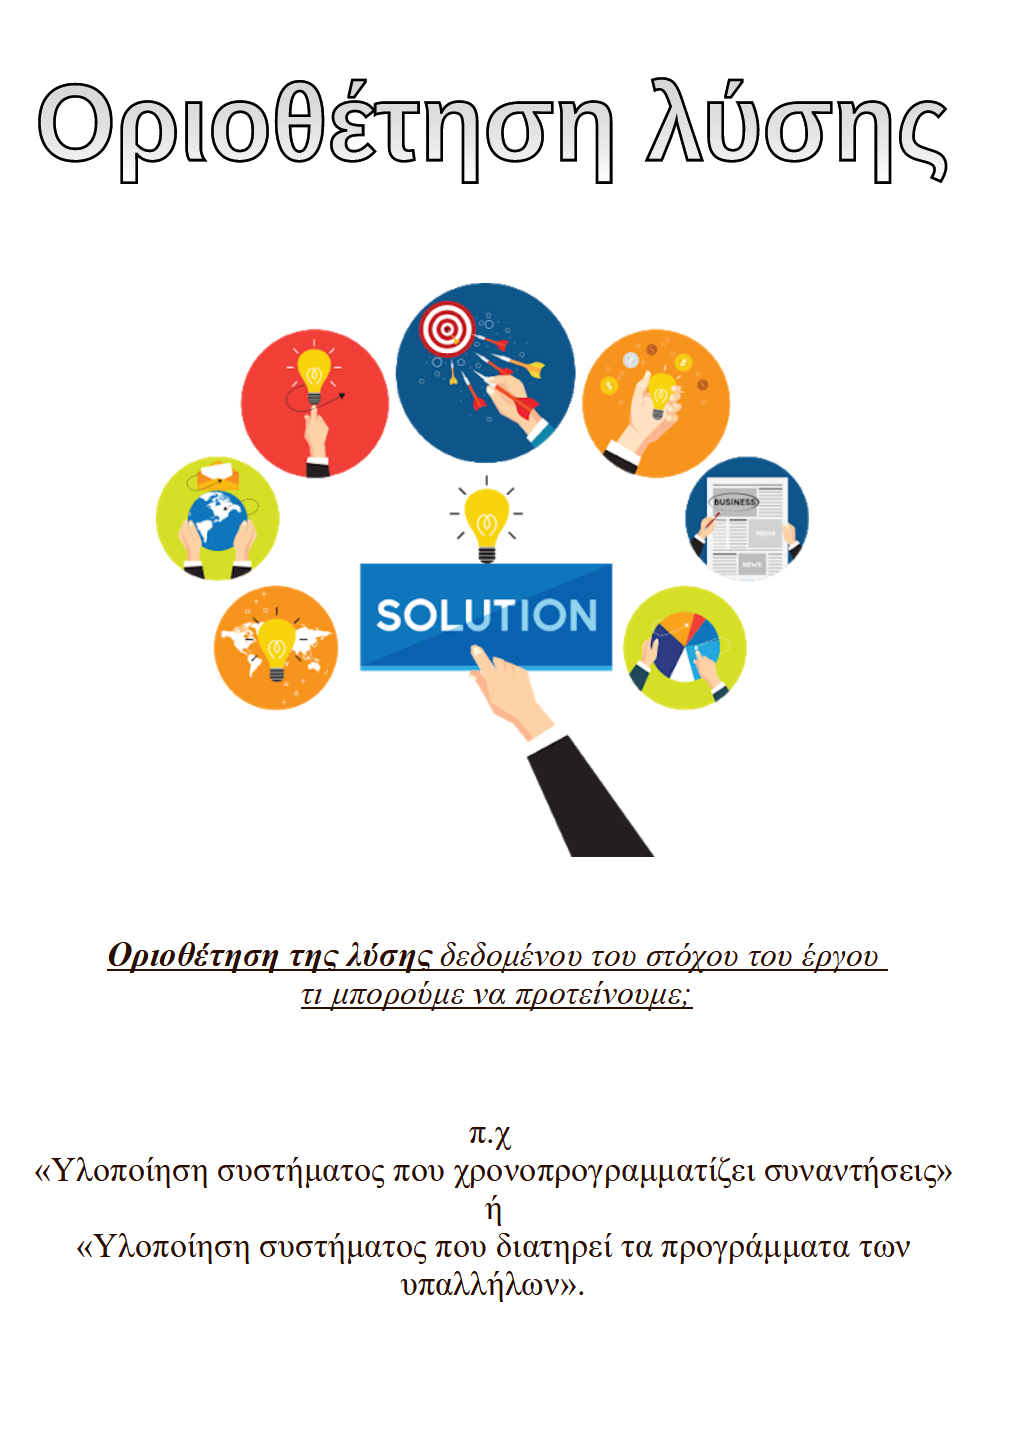 Οριοθέτηση λύσης
BUSINESS
MEDIA
NEWS
SOLUTION
Οριοθέτηση της λύσης δεδομένου του στόχου του έργου
τι μπορούμε να προτείνουμε;
π.χ
«Υλοποίηση συστήματος που χρονοπρογραμματίζει συναντήσεις»
ή
«Υλοποίηση συστήματος που διατηρεί τα προγράμματα των
υπαλλήλων».